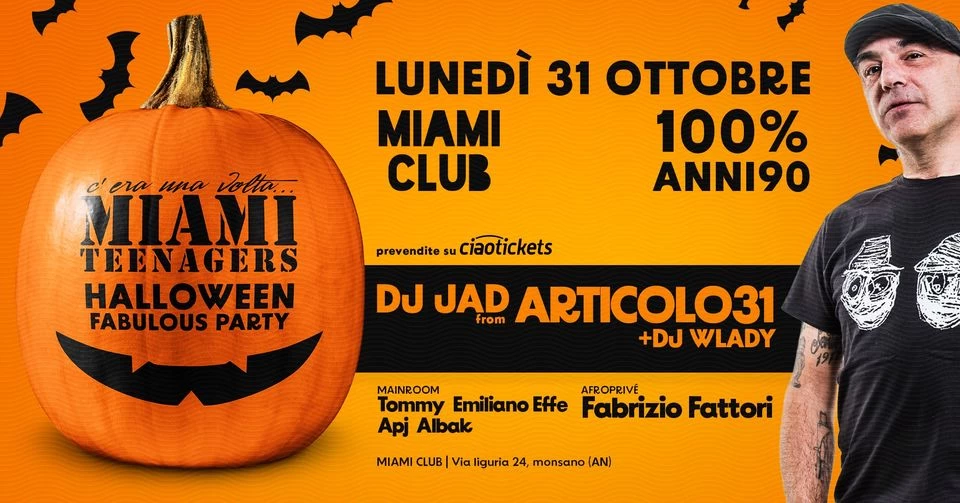 c'era una volta...
MIAMI
TEENAGERS
HALLOWEEN
FABULOUS PARTY
LUNEDÌ 31 OTTOBRE
MIAMI
CLUB
100%
ANNI90
prevendite su ciaotickets
DJ JAD from ARTICOLO31
+DJ WLADY
MAINROOM
Tommy Emiliano Effe
Apj Albak
AFROPRIVÉ
Fabrizio Fattori
MIAMI CLUB | Via liguria 24, monsano (AN)